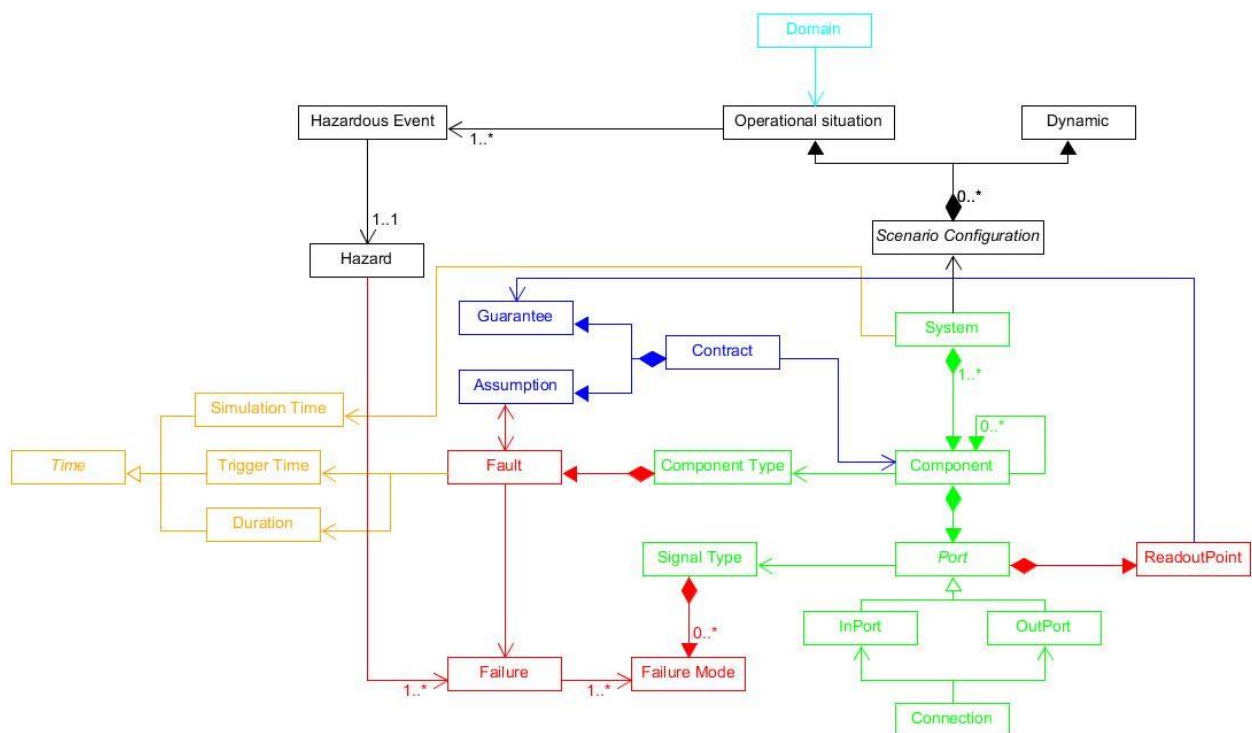 Domain
Hazardous Event
Operational situation
Dynamic
1..*
0..*
1..1
Scenario Configuration
Hazard
Guarantee
System
Contract
1..*
Assumption
Simulation Time
0..*
Time
Trigger Time
Fault
Component Type
Component
Duration
Signal Type
Port
ReadoutPoint
InPort
OutPort
0..*
Failure
Failure Mode
1..*
1..*
Connection